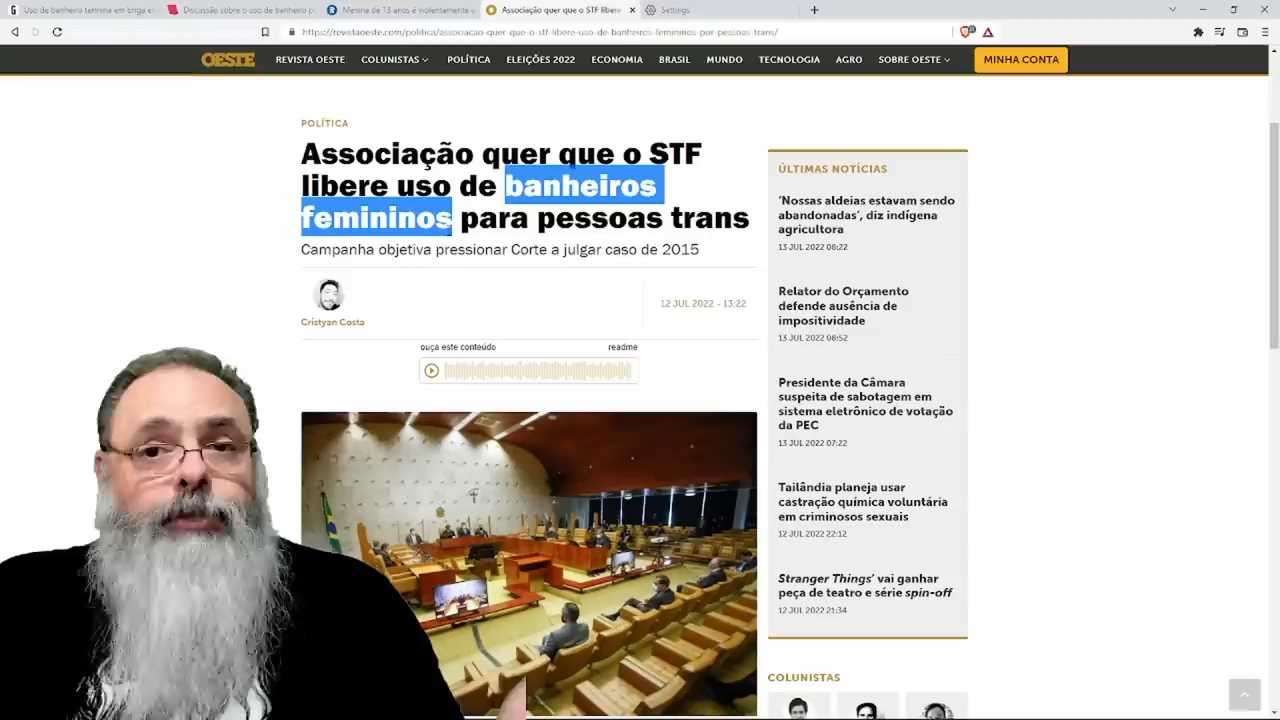 Uso de banheiro termina em briga en
Discussão sobre o uso de banheiro p
Menina de 13 anos é violentamente a
Associação quer que o STF libere
Settings
https://revistaoeste.com/politica/associacao-quer-que-o-stf-libere-uso-de-banheiros-femininos-por-pessoas-trans/
OESTE
REVISTA OESTE
COLUNISTAS
POLÍTICA
ELEIÇÕES 2022
ECONOMIA
BRASIL
MUNDO
TECNOLOGIA
AGRO
SOBRE OESTE
MINHA CONTA
POLÍTICA
Associação quer que o STF
libere uso de banheiros
femininos para pessoas trans
Campanha objetiva pressionar Corte a julgar caso de 2015
Cristyan Costa
12 JUL 2022 - 13:22
ouça este conteúdo
readme
ÚLTIMAS NOTÍCIAS
'Nossas aldeias estavam sendo
abandonadas', diz indígena
agricultora
13 JUL 2022 08:22
Relator do Orçamento
defende ausência de
impositividade
13 JUL 2022 08:52
Presidente da Câmara
suspeita de sabotagem em
sistema eletrônico de votação
da PEC
13 JUL 2022 07:22
Tailândia planeja usar
castração química voluntária
em criminosos sexuais
12 JUL 2022 22:12
Stranger Things' vai ganhar
peça de teatro e série spin-off
12 JUL 2022 21:34
COLUNISTAS